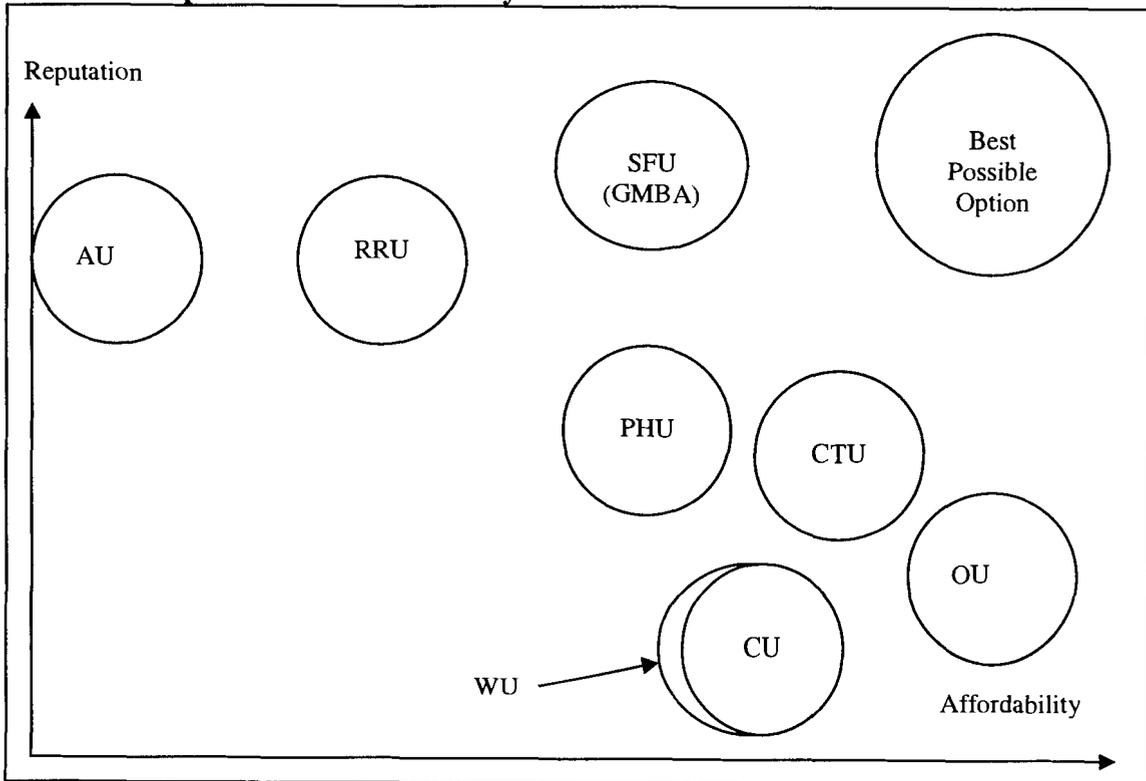 Reputation
SFU
(GMBA)
Best
Possible
Option
AU
RRU
PHU
CTU
OU
CU
WU
Affordability